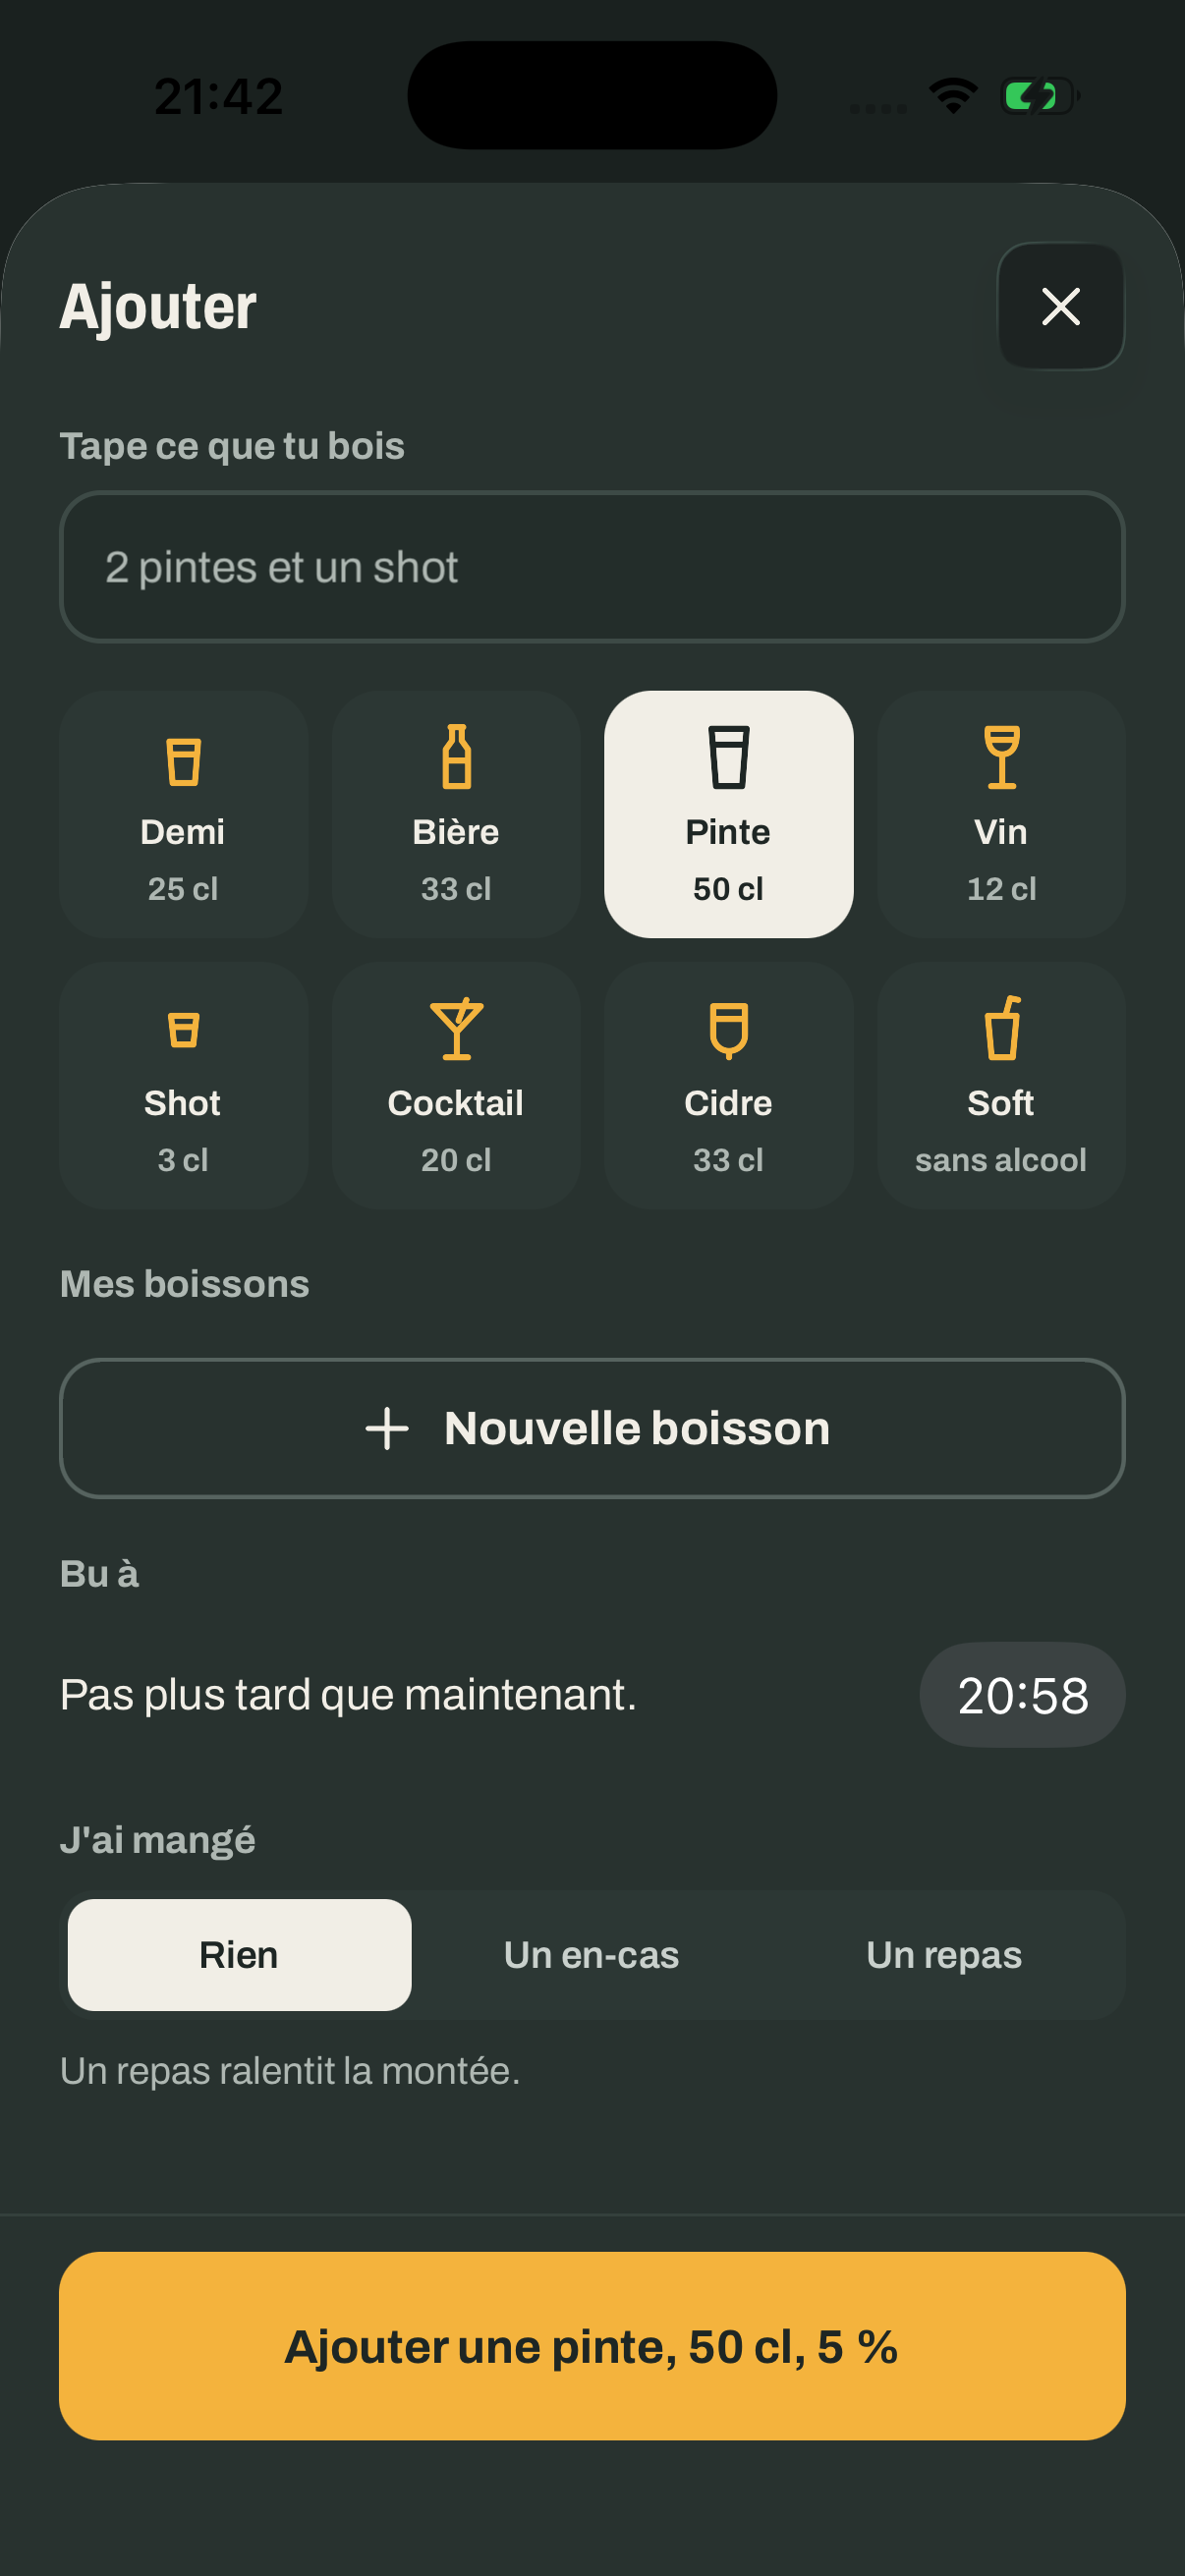 21:42
Ajouter
Tape ce que tu bois
2 pintes et un shot
Demi
25 cl
Bière
33 cl
Pinte
50 cl
Vin
12 cl
Shot
3 cl
Cocktail
20 cl
Cidre
33 cl
Soft
sans alcool
Mes boissons
Nouvelle boisson
Bu à
Pas plus tard que maintenant.
20:58
J'ai mangé
Rien
Un en-cas
Un repas
Un repas ralentit la montée.
Ajouter une pinte, 50 cl, 5 %